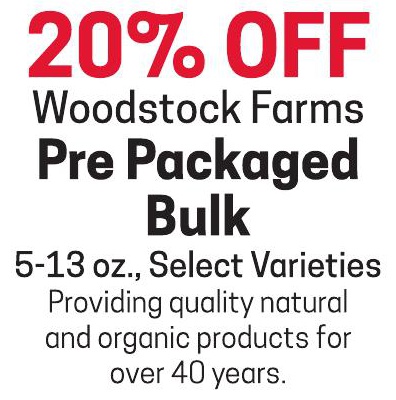 20% OFF
Woodstock Farms
Pre Packaged
Bulk
5-13 oz., Select Varieties
Providing quality natural
and organic products for
over 40 years.